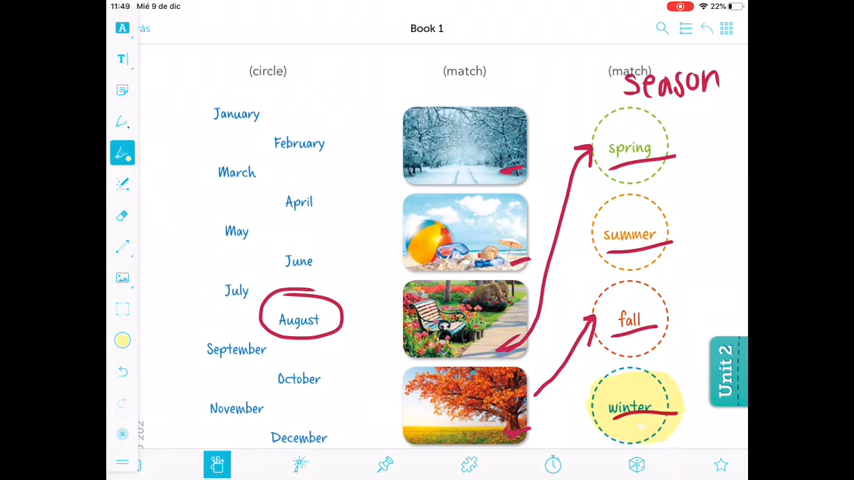 11:49 Mié 9 de dic
22%
rás
Book 1
(circle)
(match)
(match)
season
January
February
March
April
May
June
July
August
September
October
November
December
spring
summer
fall
winter
Unit 2
A
T